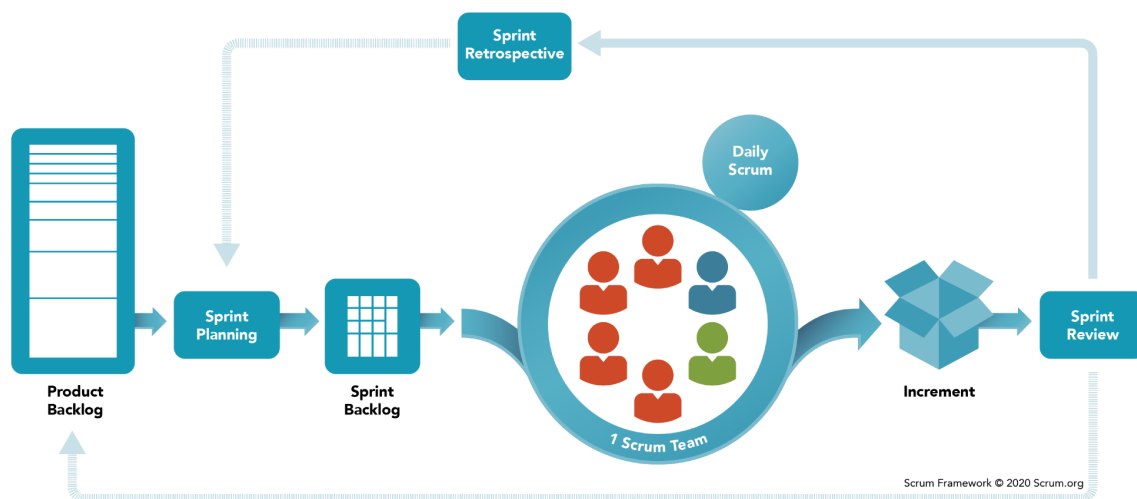 Sprint
Retrospective
Daily
Scrum
Sprint
Planning
Sprint
Review
Product
Backlog
Sprint
Backlog
Increment
1 Scrum Team
Scrum Framework © 2020 Scrum.org